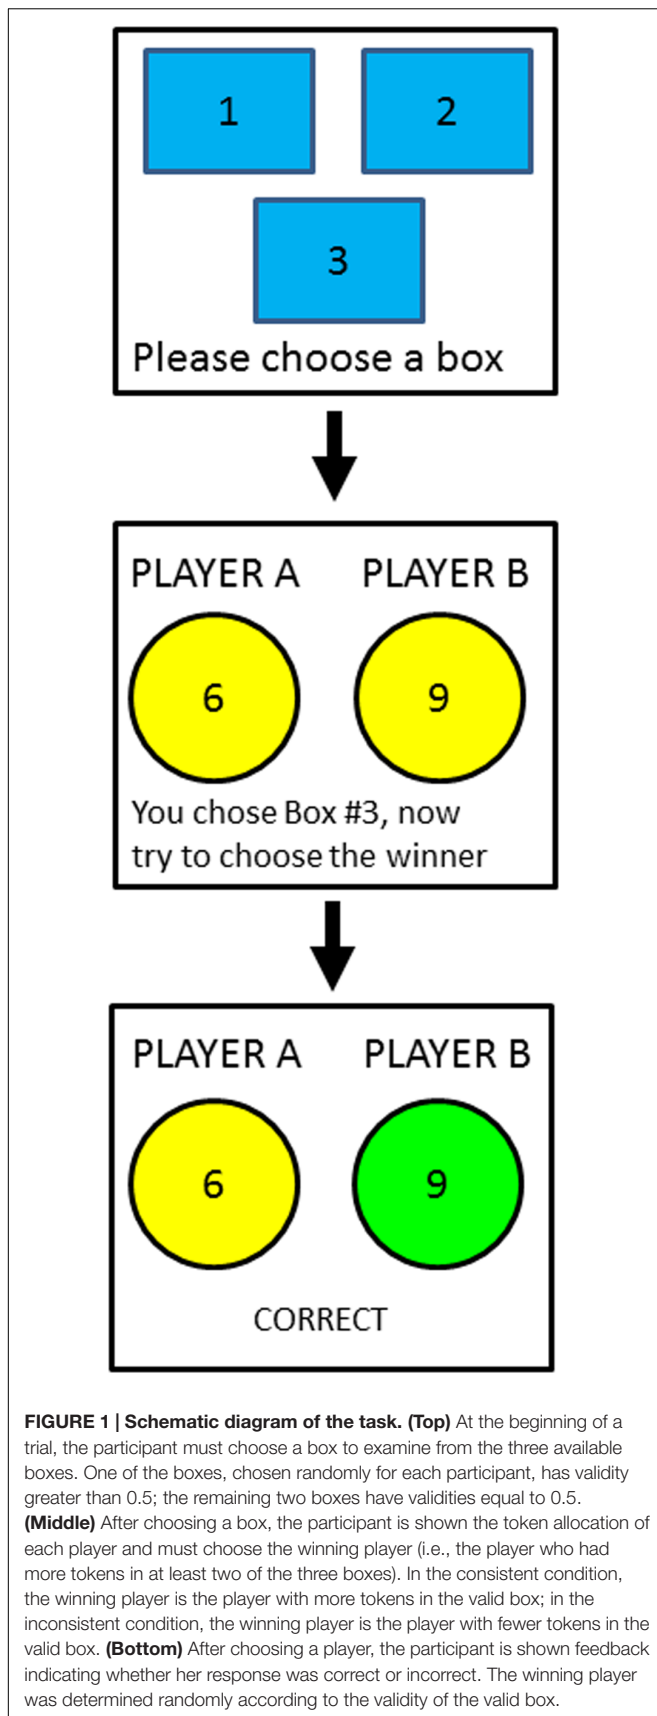 1 2
3
Please choose a box
PLAYER A PLAYER B
6 9
You chose Box #3, now
try to choose the winner
PLAYER A PLAYER B
6 9
CORRECT
FIGURE 1 | Schematic diagram of the task. (Top) At the beginning of a
trial, the participant must choose a box to examine from the three available
boxes. One of the boxes, chosen randomly for each participant, has validity
greater than 0.5; the remaining two boxes have validities equal to 0.5.
(Middle) After choosing a box, the participant is shown the token allocation of
each player and must choose the winning player (i.e., the player who had
more tokens in at least two of the three boxes). In the consistent condition,
the winning player is the player with more tokens in the valid box; in the
inconsistent condition, the winning player is the player with fewer tokens in the
valid box. (Bottom) After choosing a player, the participant is shown feedback
indicating whether her response was correct or incorrect. The winning player
was determined randomly according to the validity of the valid box.